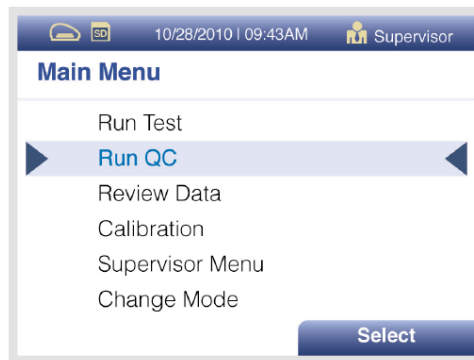 SD 10/28/2010 | 09:43AM Supervisor
Main Menu
Run Test
Run QC
Review Data
Calibration
Supervisor Menu
Change Mode
Select